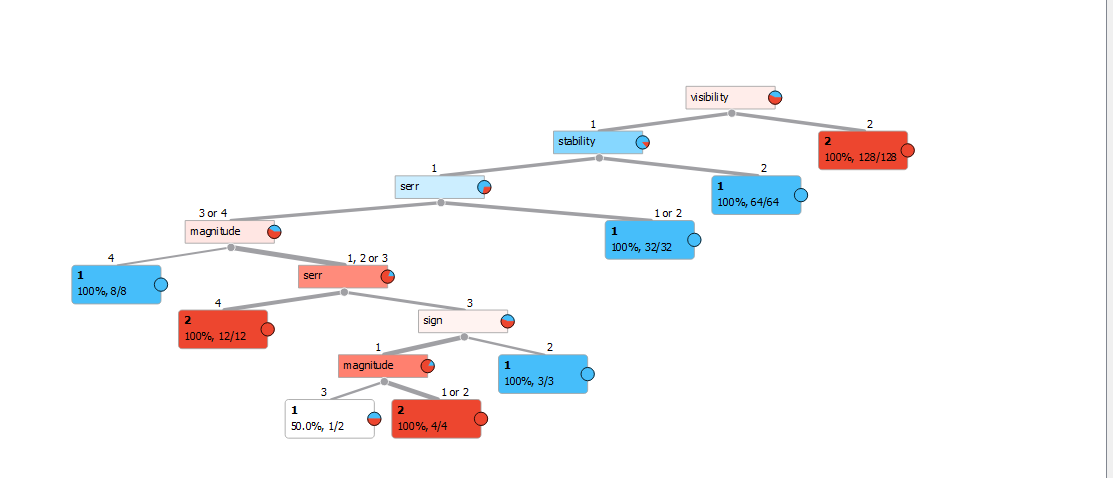 visibility
1
2
stability
2
100%, 128/128
1
2
serr
1
100%, 64/64
3 or 4
1 or 2
magnitude
1
100%, 32/32
4
1, 2 or 3
1
100%, 8/8
serr
4
3
2
100%, 12/12
sign
1
2
magnitude
1
100%, 3/3
3
1 or 2
1
50.0%, 1/2
2
100%, 4/4